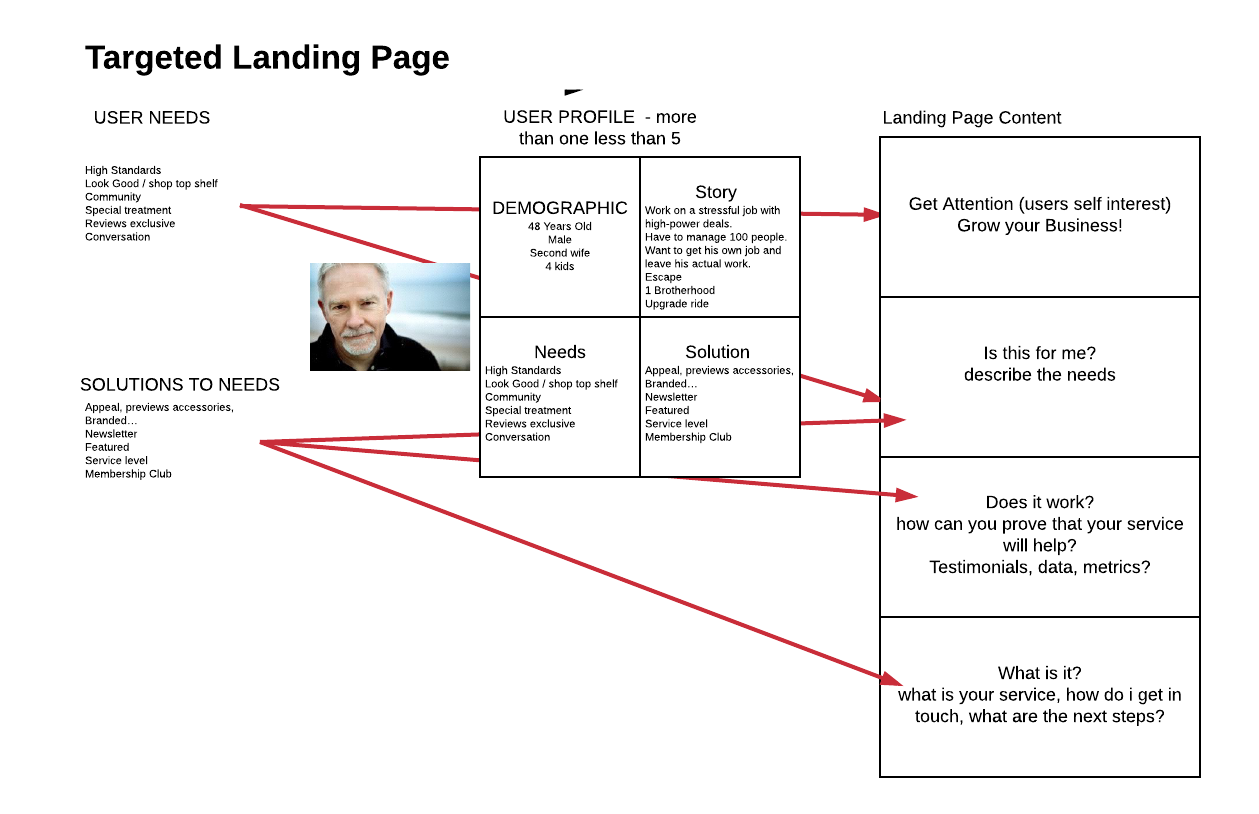 Targeted Landing Page
USER NEEDS
High Standards
Look Good / shop top shelf
Community
Special treatment
Reviews exclusive
Conversation
SOLUTIONS TO NEEDS
Appeal, previews accessories,
Branded…
Newsletter
Featured
Service level
Membership Club
USER PROFILE  - more
than one less than 5
DEMOGRAPHIC
48 Years Old
Male
Second wife
4 kids
Story
Work on a stressful job with
high-power deals.
Have to manage 100 people.
Want to get his own job and
leave his actual work.
Escape
1 Brotherhood
Upgrade ride
Needs
High Standards
Look Good / shop top shelf
Community
Special treatment
Reviews exclusive
Conversation
Solution
Appeal, previews accessories,
Branded…
Newsletter
Featured
Service level
Membership Club
Landing Page Content
Get Attention (users self interest)
Grow your Business!
Is this for me?
describe the needs
Does it work?
how can you prove that your service
will help?
Testimonials, data, metrics?
What is it?
what is your service, how do i get in
touch, what are the next steps?